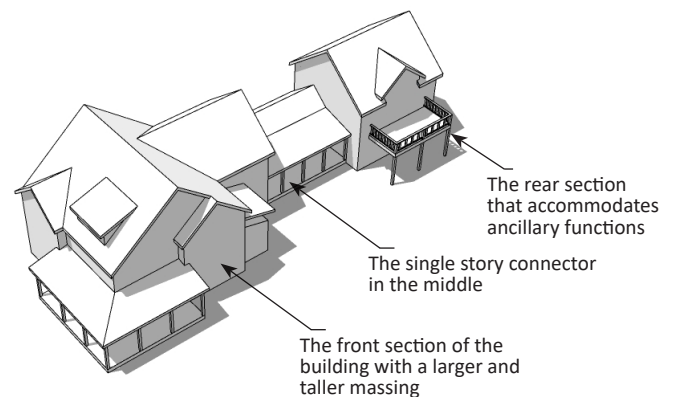 The rear section
that accommodates
ancillary functions
The single story connector
in the middle
The front section of the
building with a larger and
taller massing